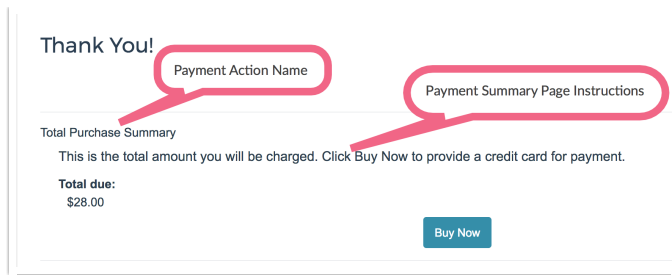 Thank You!
Payment Action Name
Payment Summary Page Instructions
Total Purchase Summary
This is the total amount you will be charged. Click Buy Now to provide a credit card for payment.
Total due:
$28.00
Buy Now